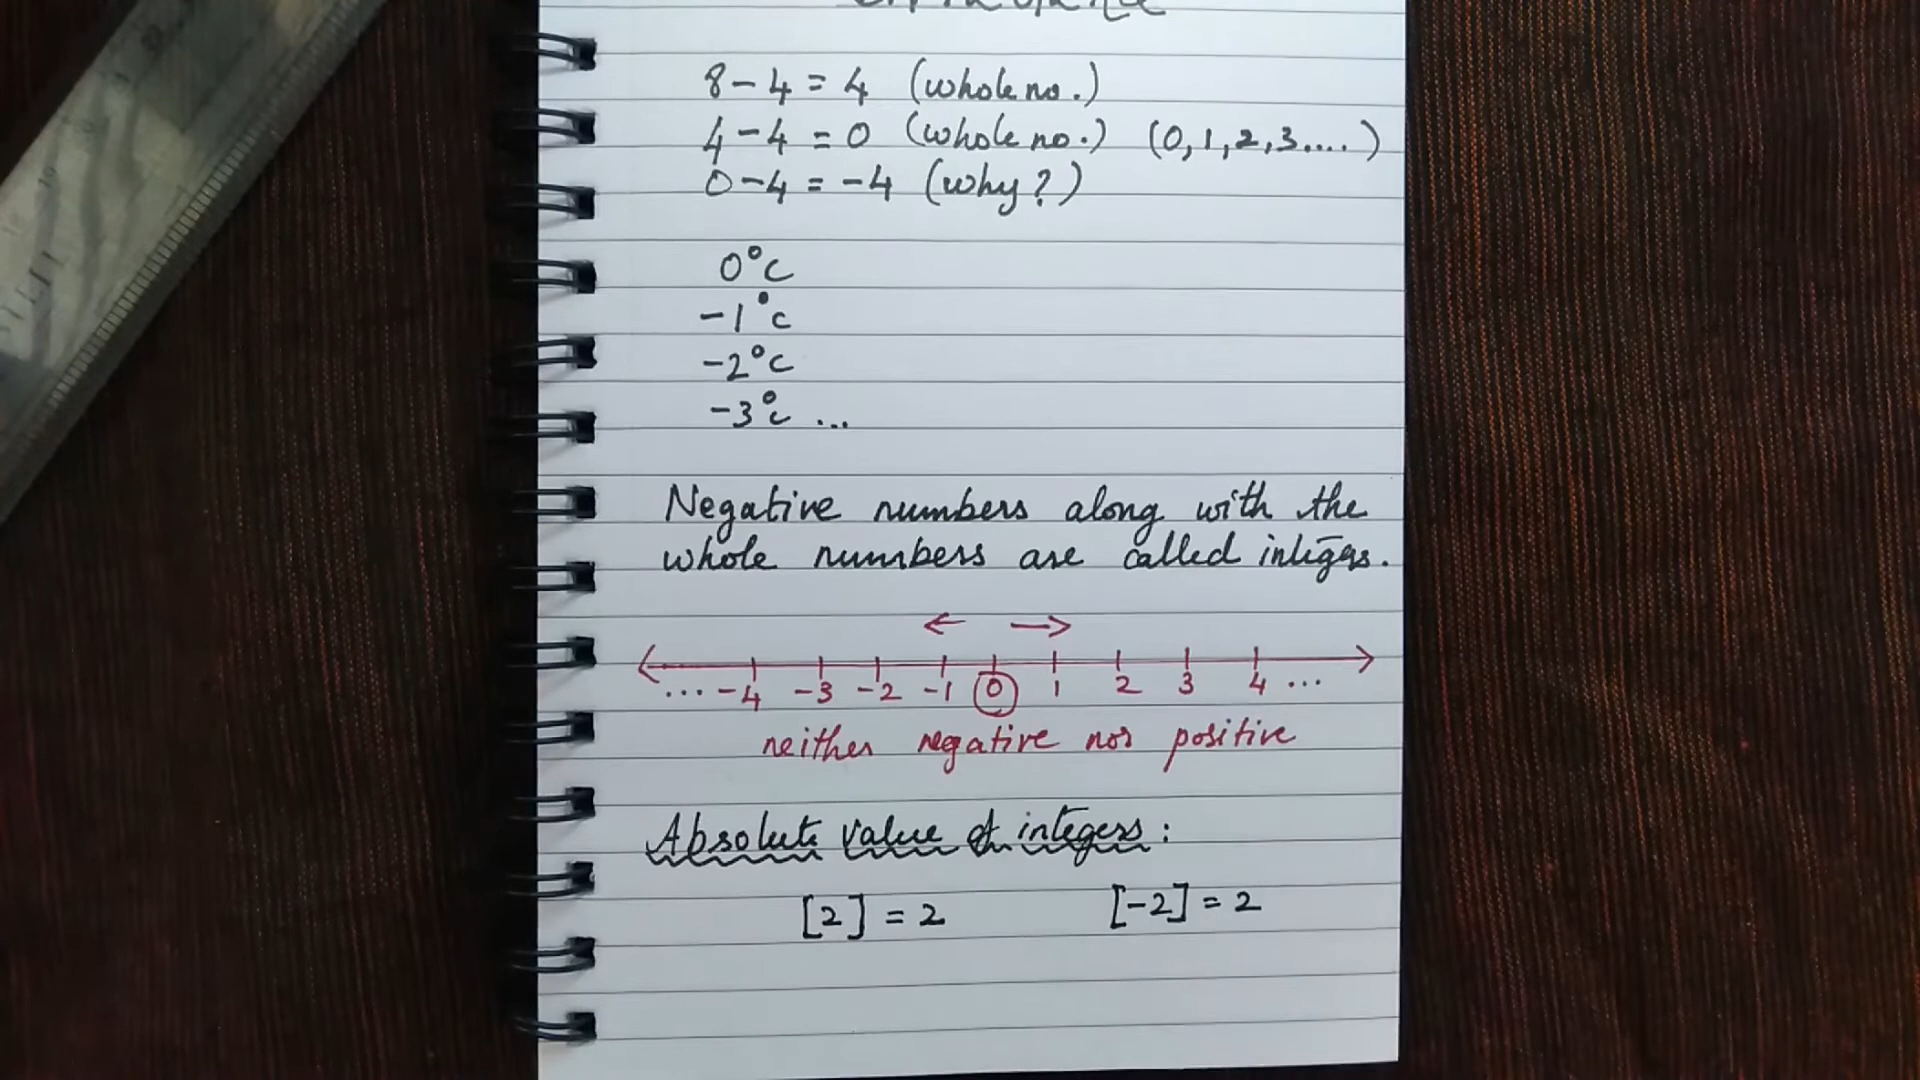 8 - 4 = 4 (whole no.)
4 - 4 = 0 (whole no.) (0, 1, 2, 3....)
0 - 4 = -4 (why?)
0°C
-1°C
-2°C
-3°C ...
Negative numbers along with the
whole numbers are called integers.
← →
... -4 -3 -2 -1 0 1 2 3 4 ...
neither negative nor positive
Absolute value of integers:
[2] = 2 [-2] = 2